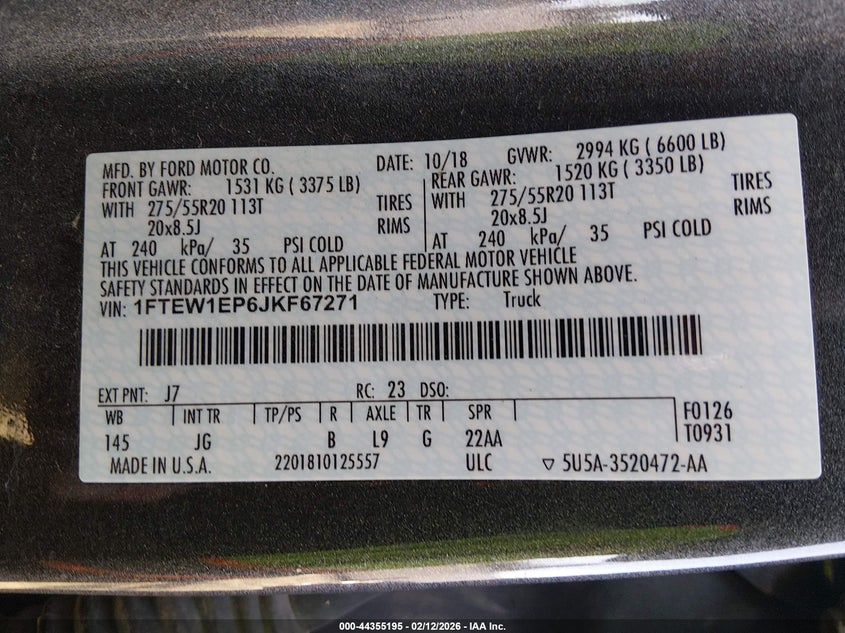 MFD. BY FORD MOTOR CO. DATE: 10/18 GVWR: 2994 KG ( 6600 LB)
FRONT GAWR: 1531 KG ( 3375 LB) REAR GAWR: 1520 KG ( 3350 LB)
WITH 275/55R20 113T TIRES WITH 275/55R20 113T TIRES
20x8.5J RIMS 20x8.5J RIMS
AT 240 kPa/ 35 PSI COLD AT 240 kPa/ 35 PSI COLD
THIS VEHICLE CONFORMS TO ALL APPLICABLE FEDERAL MOTOR VEHICLE
SAFETY STANDARDS IN EFFECT ON THE DATE OF MANUFACTURE SHOWN ABOVE.
VIN: 1FTEW1EP6JKF67271 TYPE: Truck
EXT PNT: J7 RC: 23 DSO:
WB INT TR TP/PS R AXLE TR SPR F0126
145 JG B L9 G 22AA T0931
MADE IN U.S.A. 2201810125557 ULC ▽ 5U5A-3520472-AA
000-44355195 - 02/12/2026 - IAA Inc.